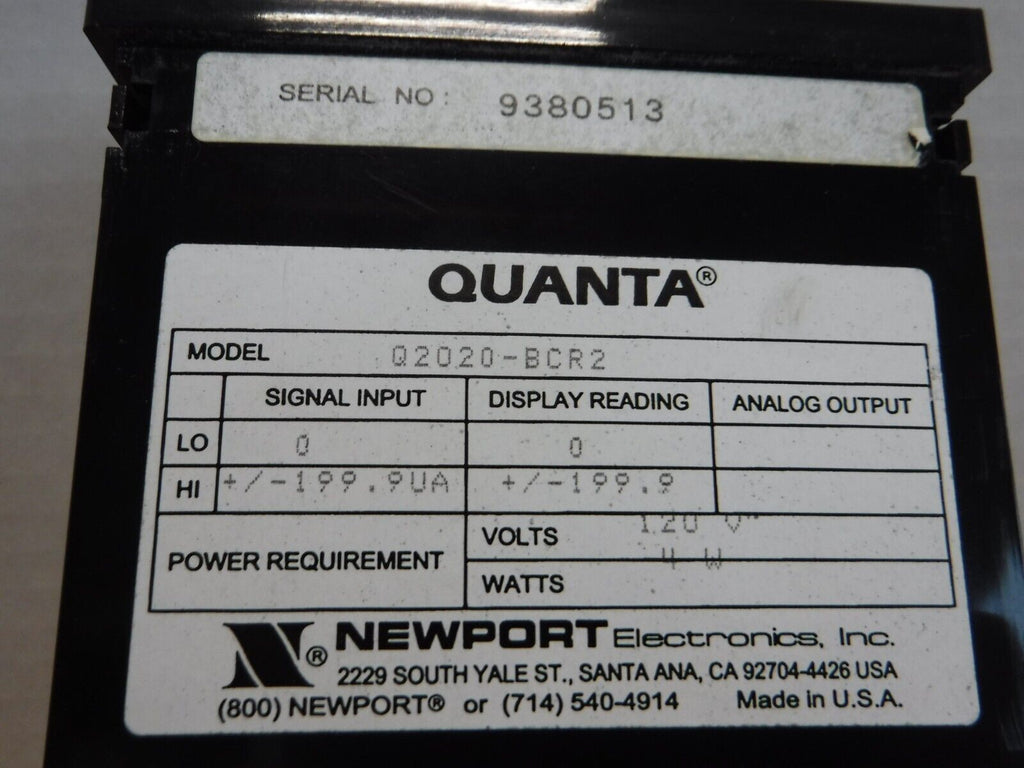 SERIAL NO: 9380513
QUANTA®
MODEL Q2020-BCR2
SIGNAL INPUT DISPLAY READING ANALOG OUTPUT
LO 0 0
HI +/-199.9UA +/-199.9
POWER REQUIREMENT
VOLTS 120 V~
WATTS 4 W
N® NEWPORT Electronics, Inc.
2229 SOUTH YALE ST., SANTA ANA, CA 92704-4426 USA
(800) NEWPORT® or (714) 540-4914 Made in U.S.A.